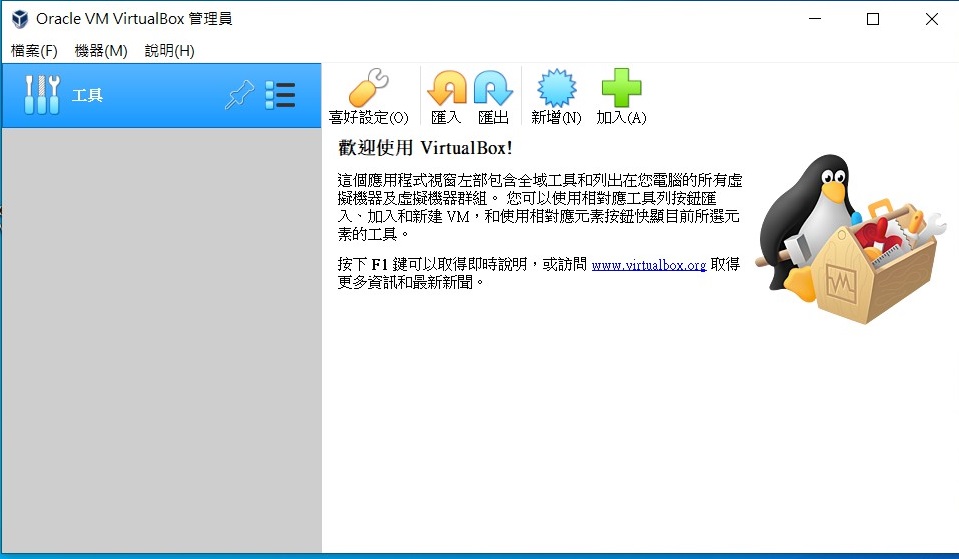 Oracle VM VirtualBox 管理員
檔案(F) 機器(M) 說明(H)
工具
喜好設定(O) 匯入 匯出 新增(N) 加入(A)
歡迎使用 VirtualBox!
這個應用程式視窗左部包含全域工具和列出在您電腦的所有虛
擬機器及虛擬機器群組。 您可以使用相對應工具列按鈕匯
入、加入和新建 VM，和使用相對應元素按鈕快顯目前所選元
素的工具。
按下 F1 鍵可以取得即時說明，或訪問 www.virtualbox.org 取得
更多資訊和最新新聞。